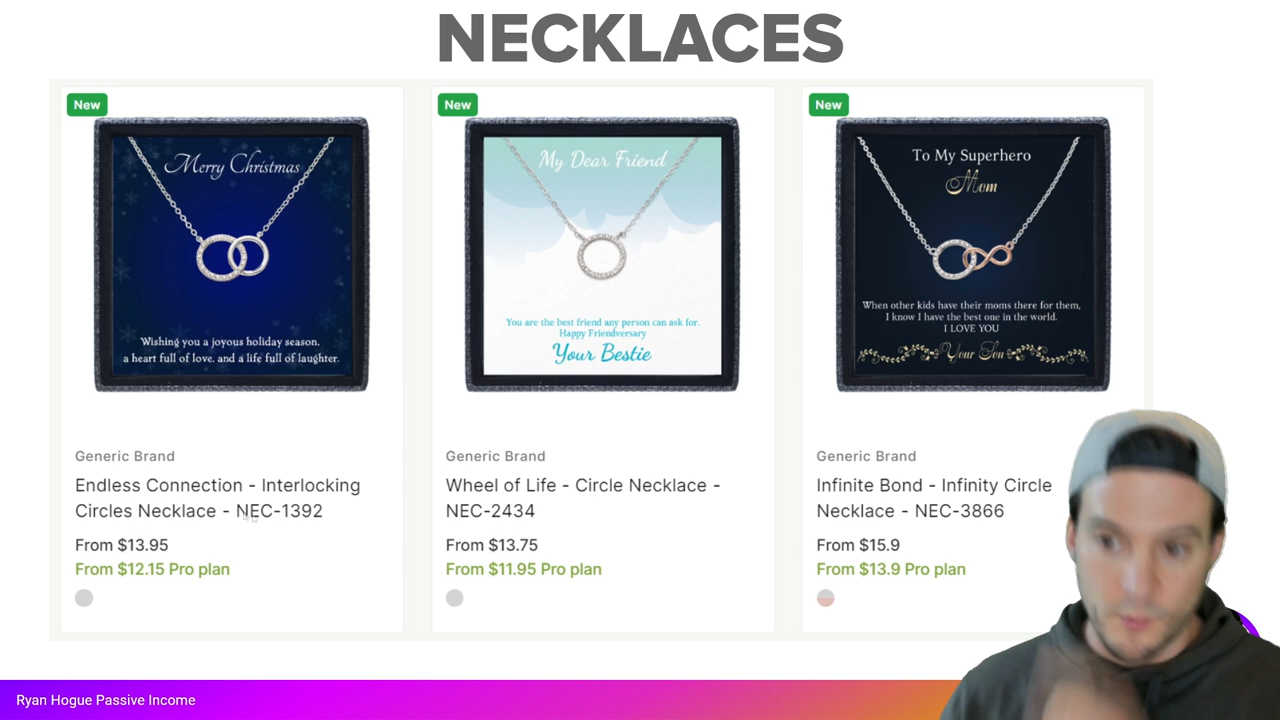 NECKLACES
New
Merry Christmas
Wishing you a joyous holiday season,
a heart full of love, and a life full of laughter.
Generic Brand
Endless Connection - Interlocking
Circles Necklace - NEC-1392
From $13.95
From $12.15 Pro plan
New
My Dear Friend
You are the best friend any person can ask for.
Happy Friendversary
Your Bestie
Generic Brand
Wheel of Life - Circle Necklace -
NEC-2434
From $13.75
From $11.95 Pro plan
New
To My Superhero
Mom
When other kids have their moms there for them,
I know I have the best one in the world.
I LOVE YOU
Your Son
Generic Brand
Infinite Bond - Infinity Circle
Necklace - NEC-3866
From $15.9
From $13.9 Pro plan
Ryan Hogue Passive Income